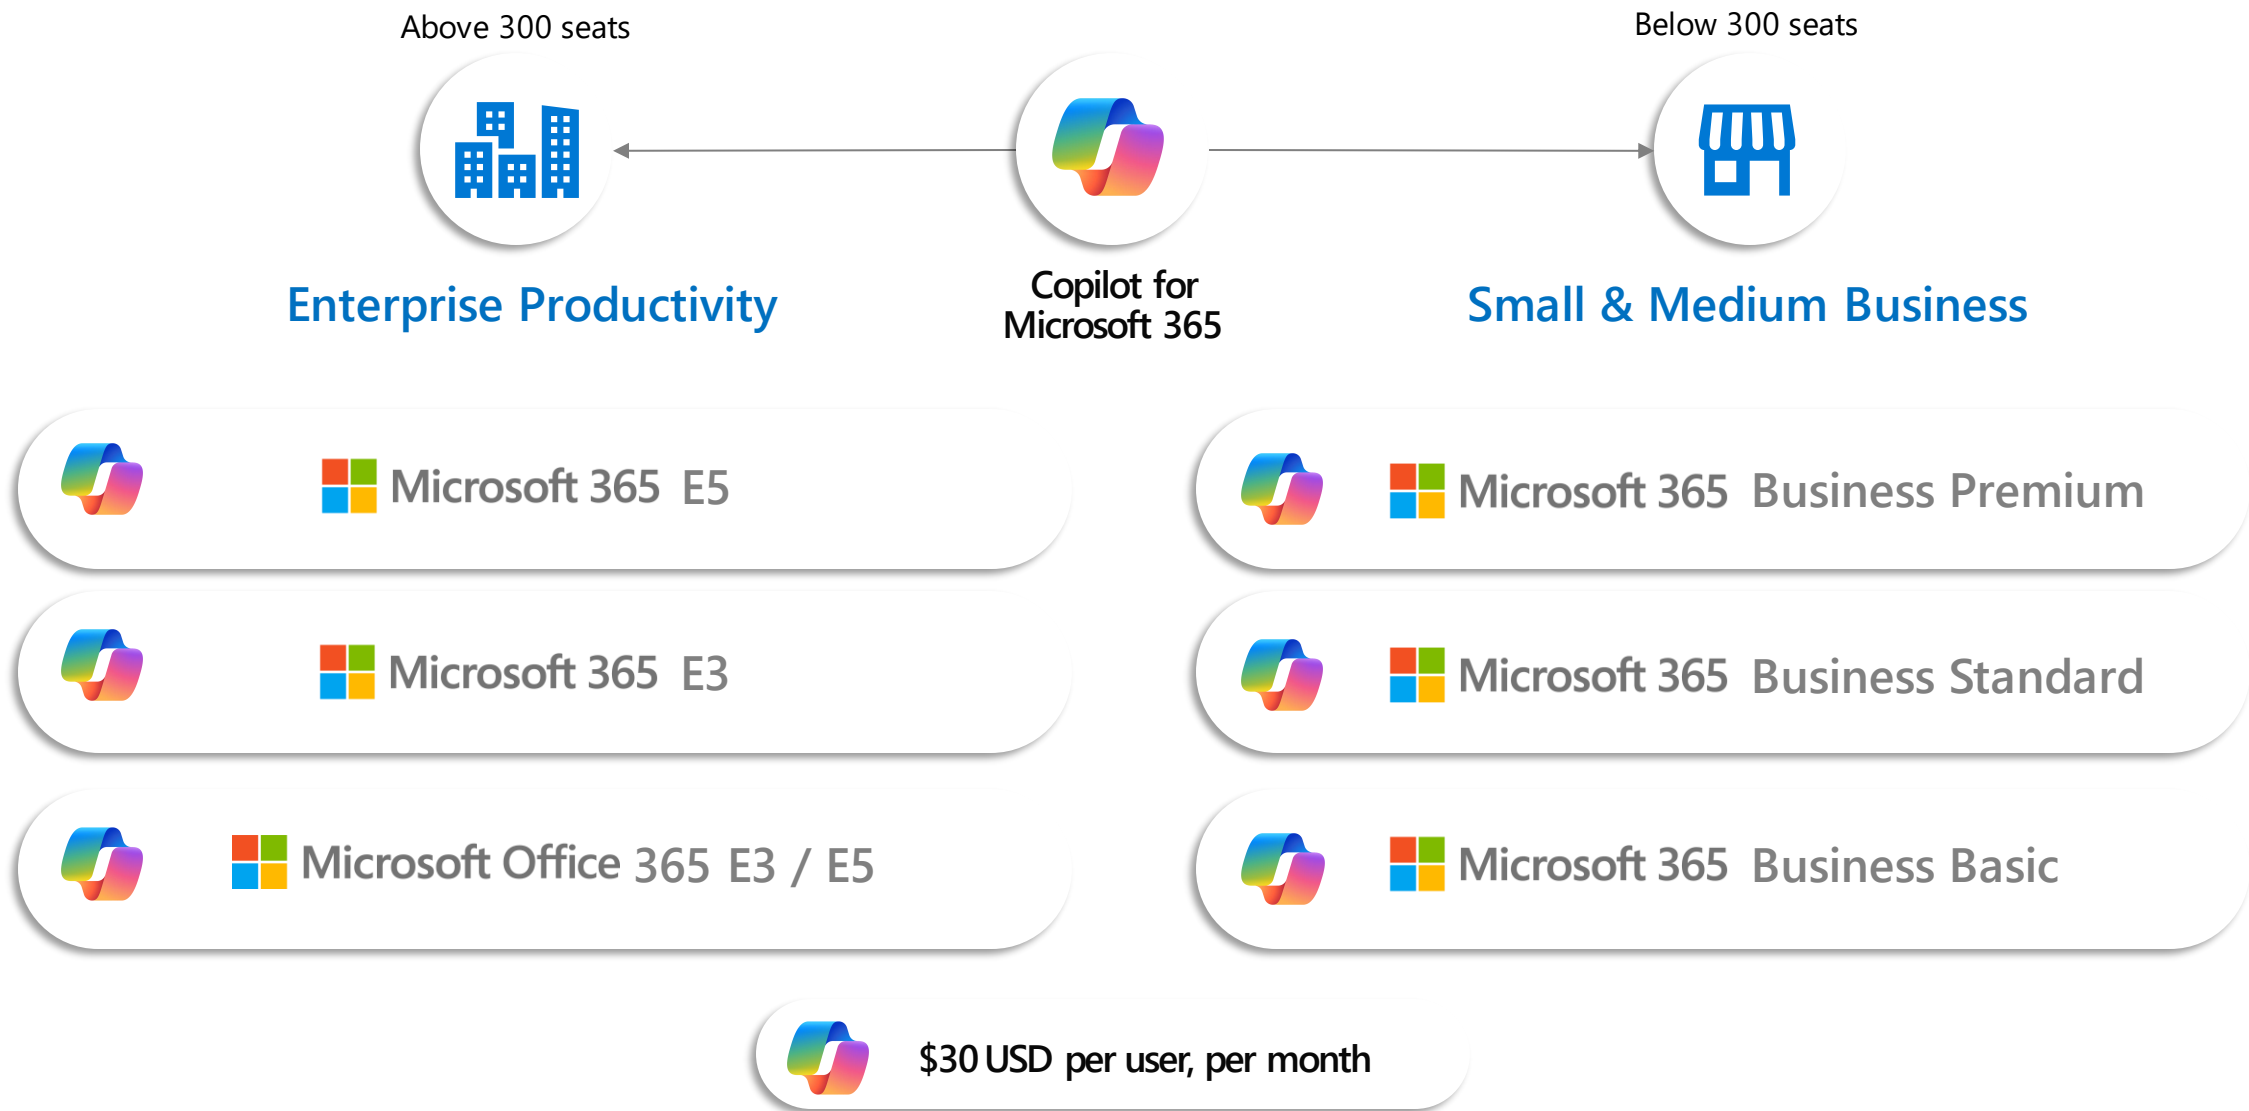 Above 300 seats
Below 300 seats
Enterprise Productivity
Copilot for
Microsoft 365
Small & Medium Business
Microsoft 365 E5
Microsoft 365 Business Premium
Microsoft 365 E3
Microsoft 365 Business Standard
Microsoft Office 365 E3 / E5
Microsoft 365 Business Basic
$30 USD per user, per month